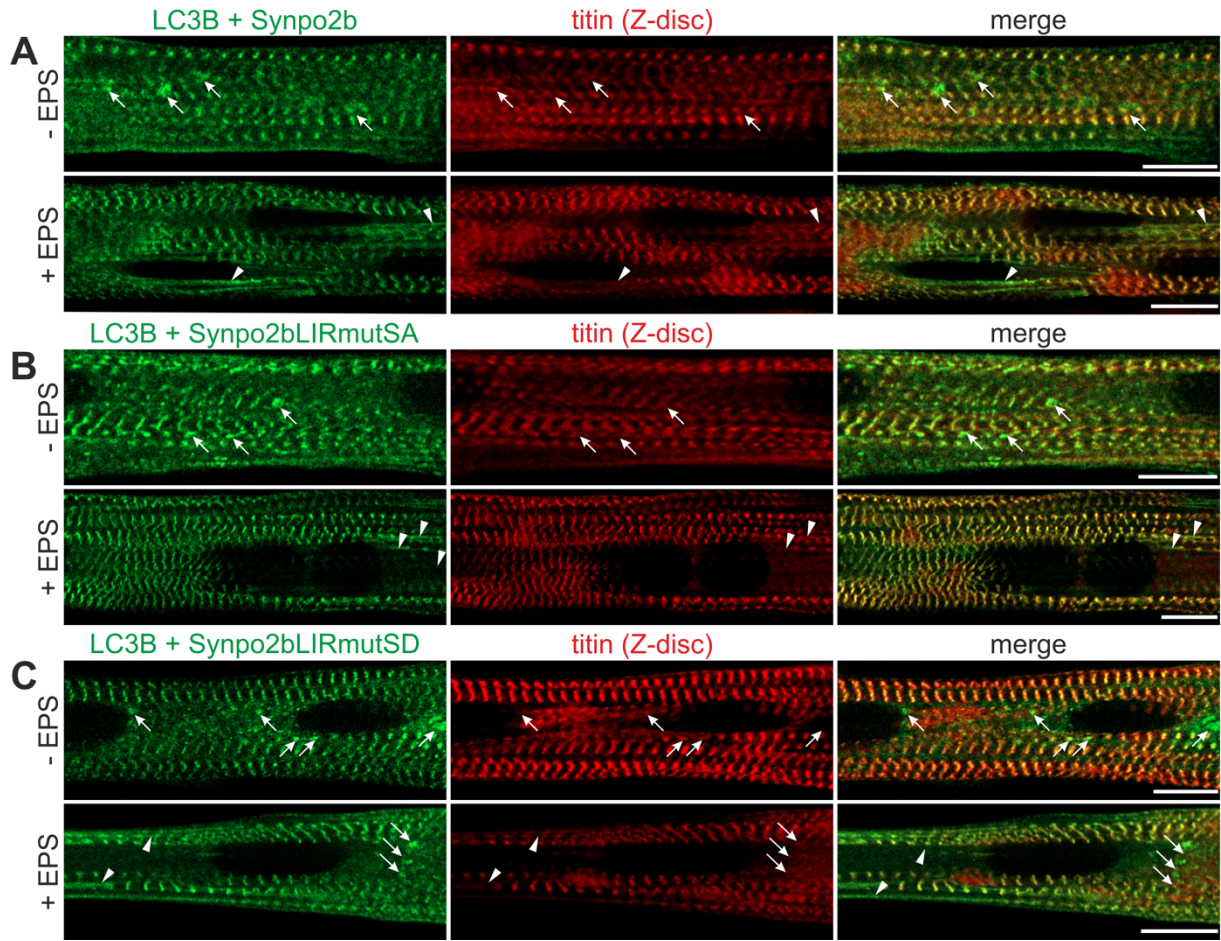 LC3B + Synpo2b titin (Z-disc) merge
A
- EPS
+ EPS
LC3B + Synpo2bLIRmutSA titin (Z-disc) merge
B
- EPS
+ EPS
LC3B + Synpo2bLIRmutSD titin (Z-disc) merge
C
- EPS
+ EPS